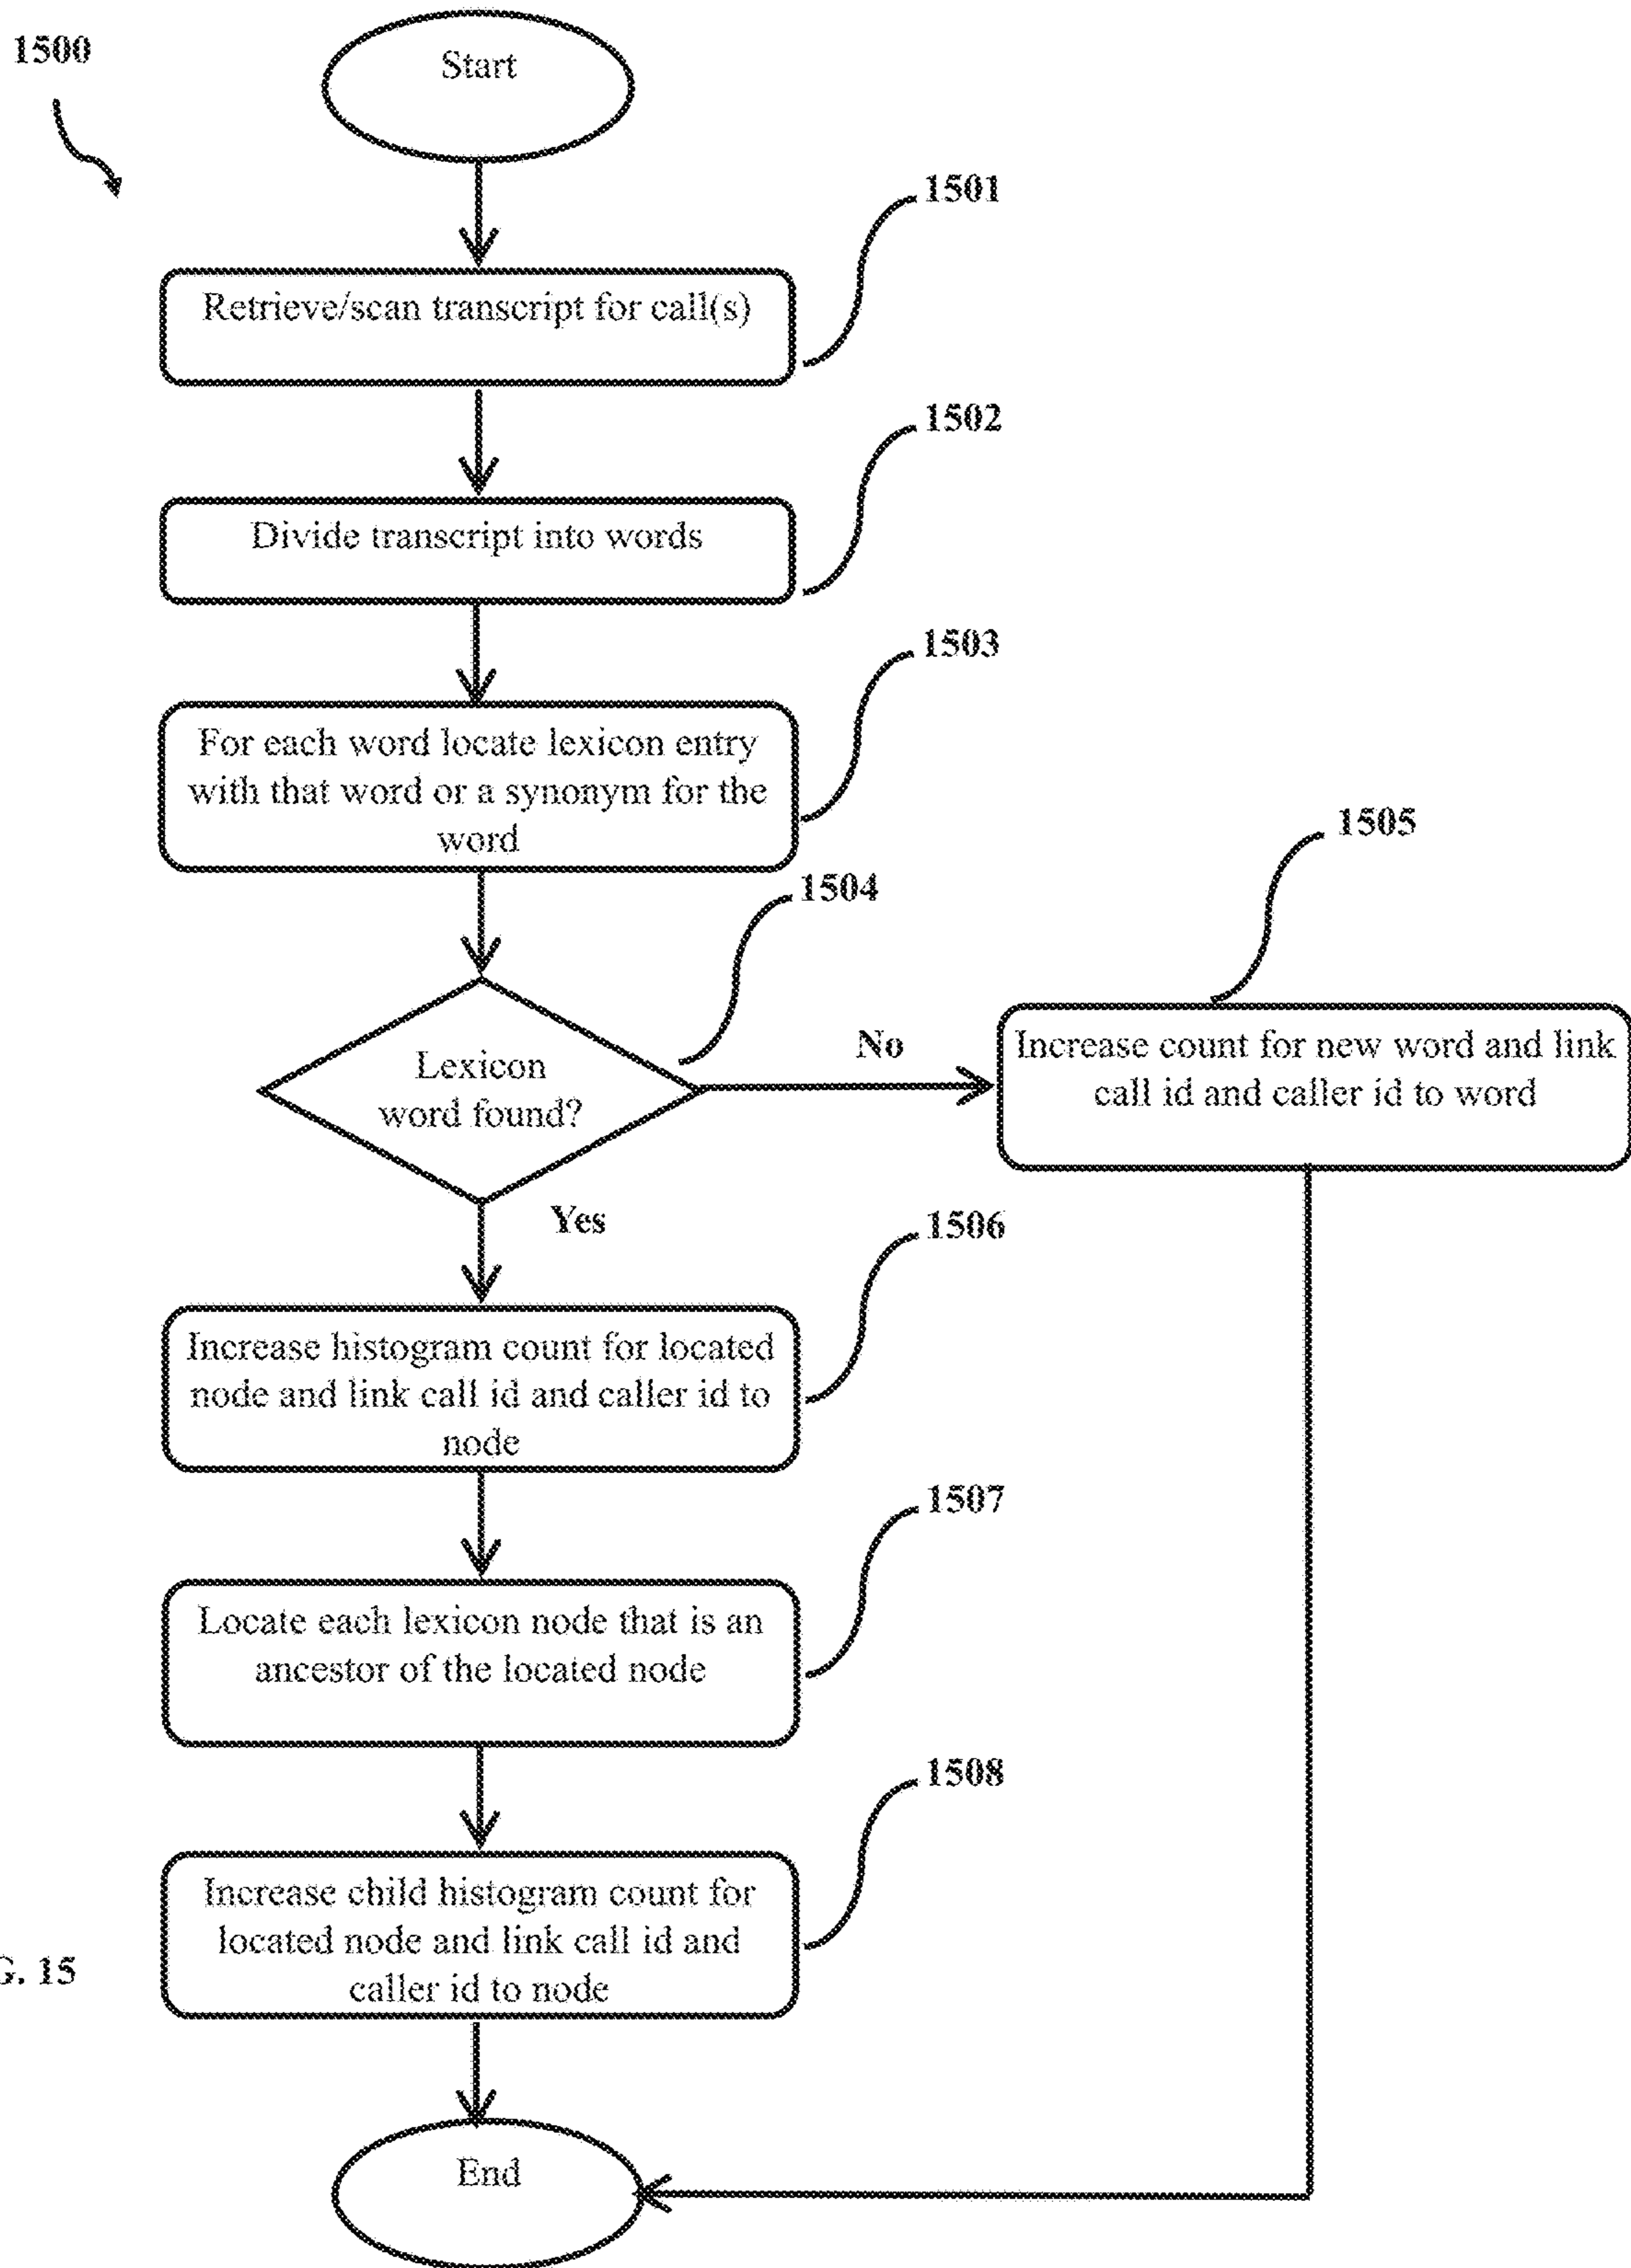 1500
Start
1501
Retrieve/scan transcript for call(s)
1502
Divide transcript into words
1503
For each word locate lexicon entry
with that word or a synonym for the
word
1504
1505
Lexicon
word found?
No
Increase count for new word and link
call id and caller id to word
Yes
1506
Increase histogram count for located
node and link call id and caller id to
node
1507
Locate each lexicon node that is an
ancestor of the located node
1508
Increase child histogram count for
located node and link call id and
caller id to node
G. 15
End